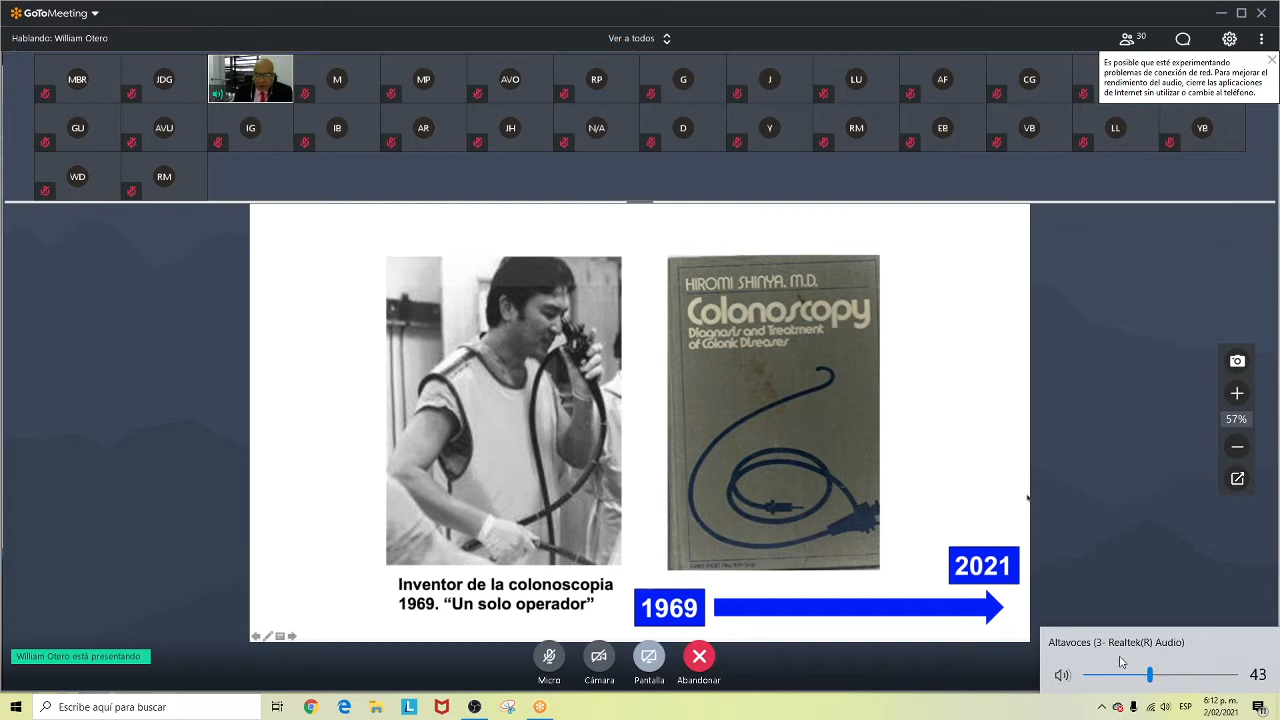 GoToMeeting
Hablando: William Otero
Ver a todos
30
MBR
JDG
M
MP
AVO
RP
G
J
LU
AF
CG
Es posible que esté experimentando
problemas de conexión de red. Para mejorar el
rendimiento del audio, cierre las aplicaciones
de Internet sin utilizar o cambie al teléfono.
GU
AVU
IG
IB
AR
JH
N/A
D
Y
RM
EB
VB
LL
YB
WD
RM
HIROMI SHINYA, M.D.
Colonoscopy
Diagnosis and Treatment
of Colonic Diseases
57%
Inventor de la colonoscopia
1969. “Un solo operador”
1969
2021
William Otero está presentando
Micro
Cámara
Pantalla
Abandonar
Altavoces (3- Realtek(R) Audio)
43
Escribe aquí para buscar
ESP
6:12 p.m.
2/02/2021